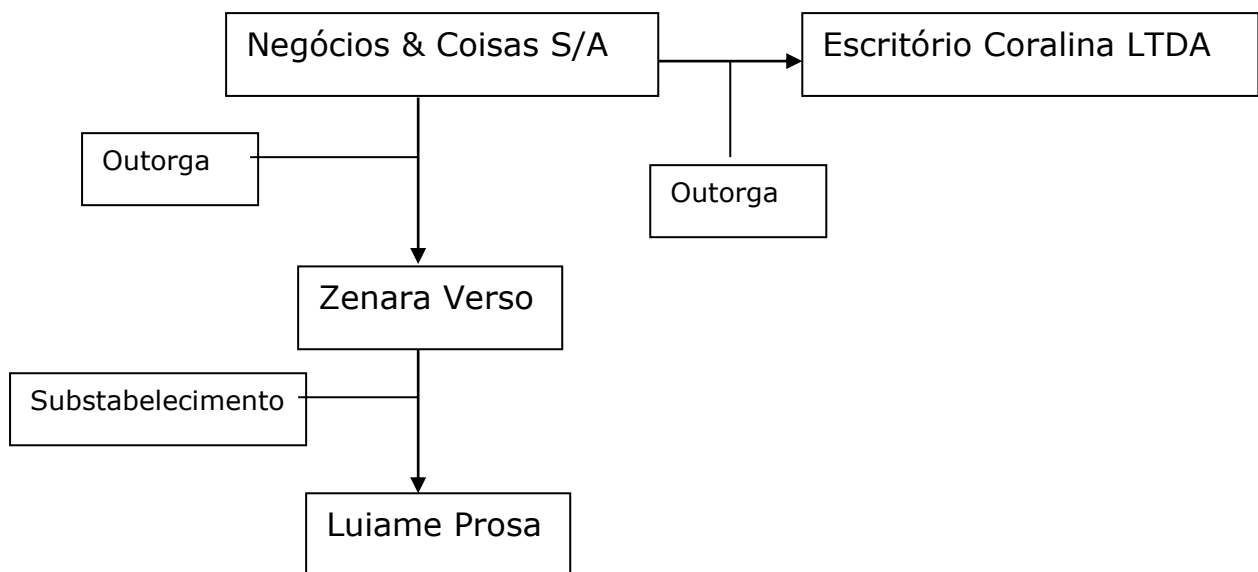 Negócios & Coisas S/A
Escritório Coralina LTDA
Outorga
Outorga
Zenara Verso
Substabelecimento
Luiame Prosa